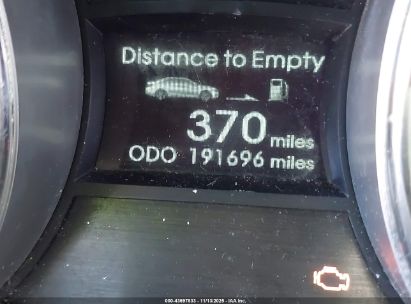 Distance to Empty
370 miles
ODO 191696 miles